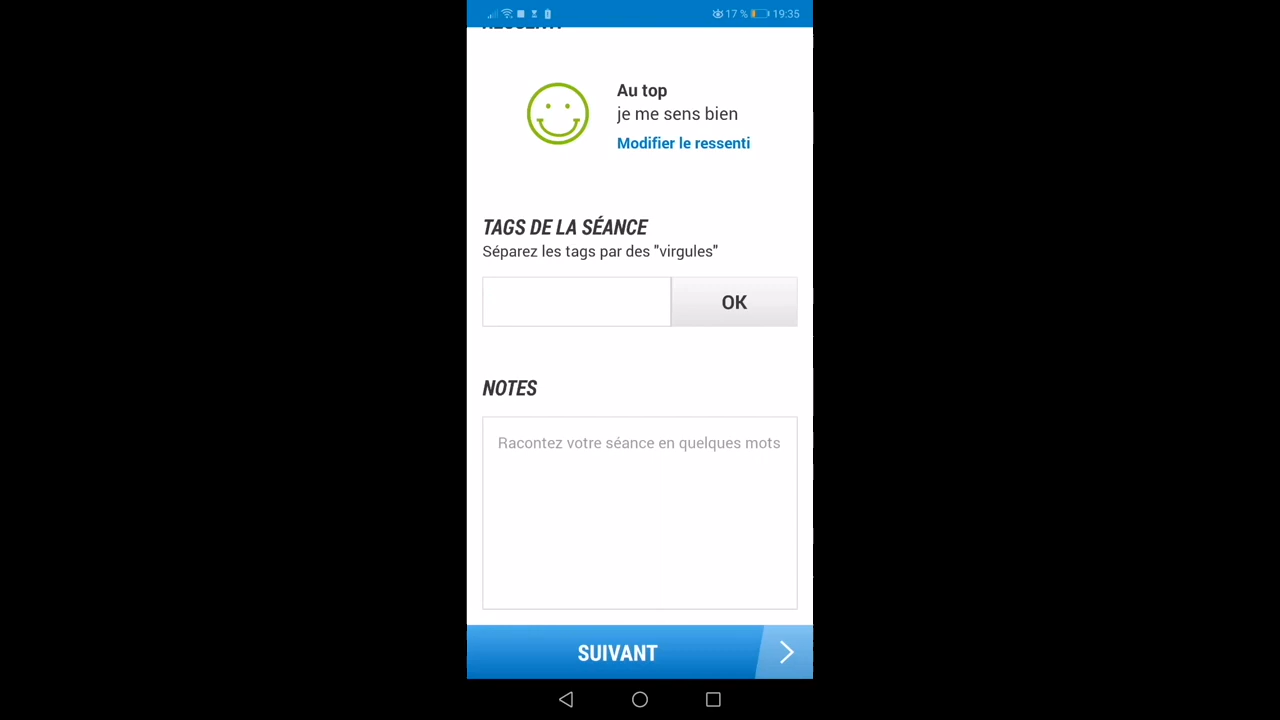 17 % 19:35
RESSENTI
Au top
je me sens bien
Modifier le ressenti
TAGS DE LA SÉANCE
Séparez les tags par des "virgules"
OK
NOTES
Racontez votre séance en quelques mots
SUIVANT